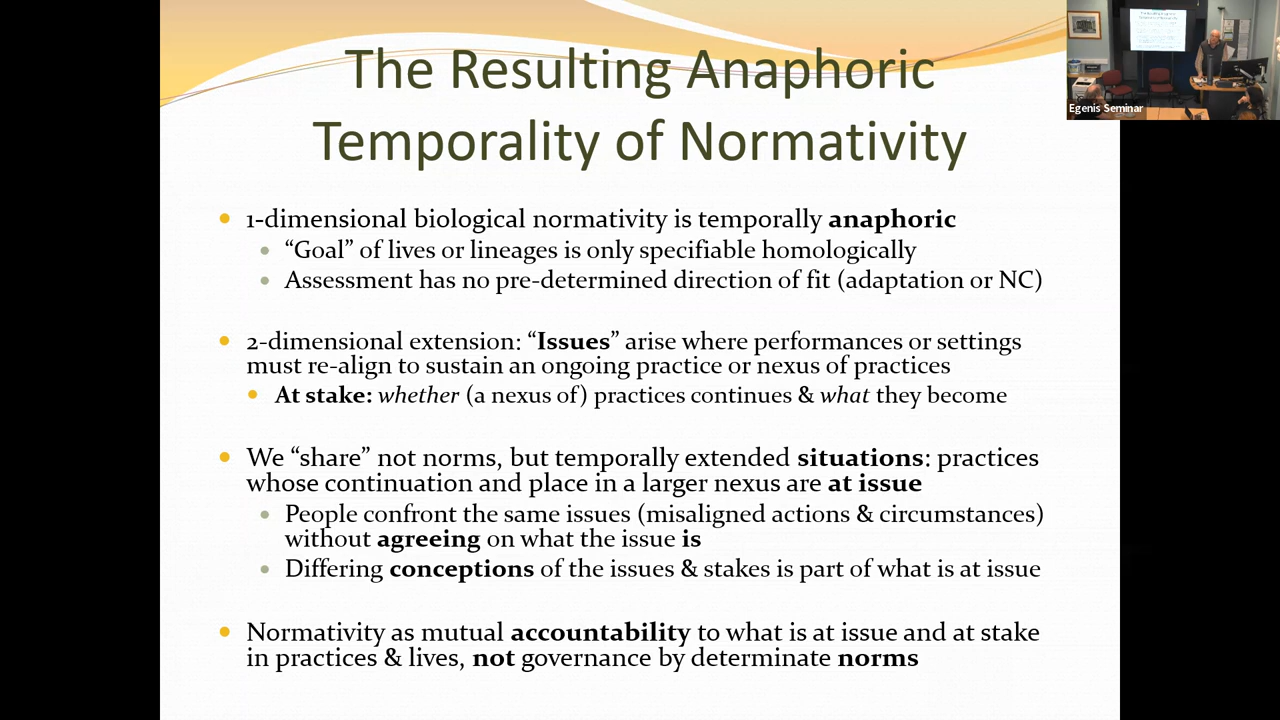 The Resulting Anaphoric
Temporality of Normativity
Egenis Seminar
1-dimensional biological normativity is temporally anaphoric
“Goal” of lives or lineages is only specifiable homologically
Assessment has no pre-determined direction of fit (adaptation or NC)
2-dimensional extension: “Issues” arise where performances or settings
must re-align to sustain an ongoing practice or nexus of practices
At stake: whether (a nexus of) practices continues & what they become
We “share” not norms, but temporally extended situations: practices
whose continuation and place in a larger nexus are at issue
People confront the same issues (misaligned actions & circumstances)
without agreeing on what the issue is
Differing conceptions of the issues & stakes is part of what is at issue
Normativity as mutual accountability to what is at issue and at stake
in practices & lives, not governance by determinate norms